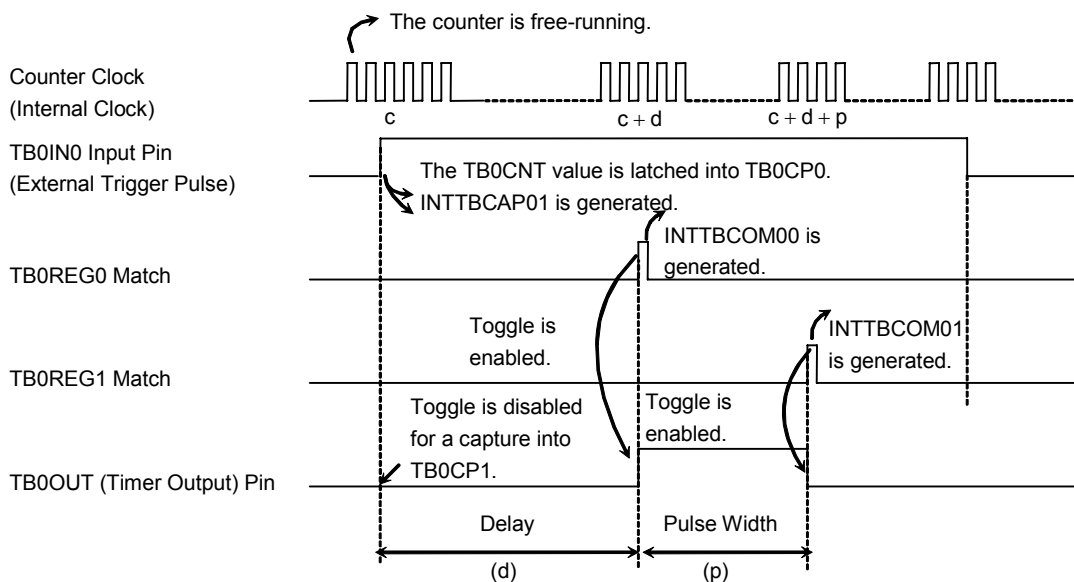 The counter is free-running.
Counter Clock
(Internal Clock)
c
c + d
c + d + p
TB0IN0 Input Pin
(External Trigger Pulse)
The TB0CNT value is latched into TB0CP0.
INTTBCAP01 is generated.
INTTBCOM00 is
generated.
TB0REG0 Match
Toggle is
enabled.
INTTBCOM01
is generated.
TB0REG1 Match
Toggle is disabled
for a capture into
TB0CP1.
Toggle is
enabled.
TB0OUT (Timer Output) Pin
Delay
Pulse Width
(d)
(p)